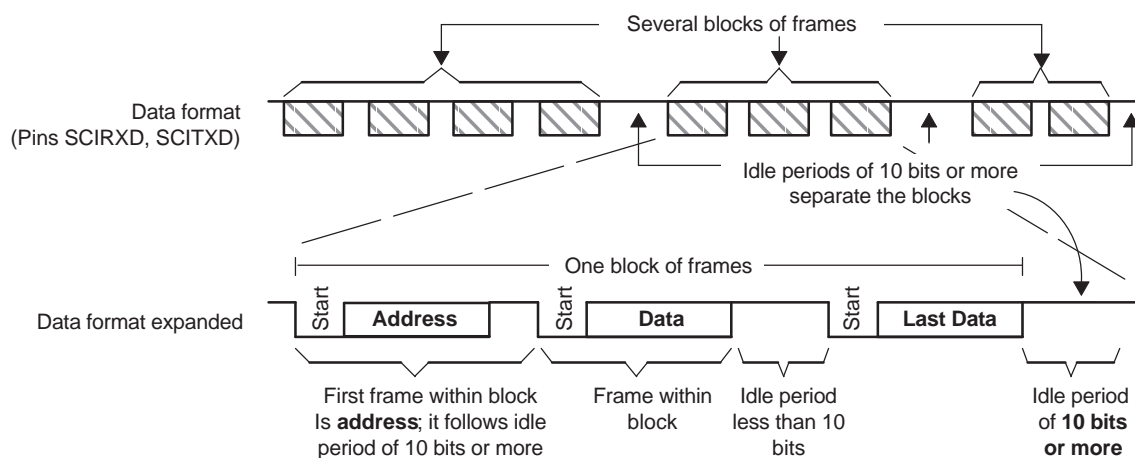 Several blocks of frames
Data format
(Pins SCIRXD, SCITXD)
Idle periods of 10 bits or more
separate the blocks
One block of frames
Data format expanded
Start
Address
Start
Data
Start
Last Data
First frame within block
Is address; it follows idle
period of 10 bits or more
Frame within
block
Idle period
less than 10
bits
Idle period
of 10 bits
or more